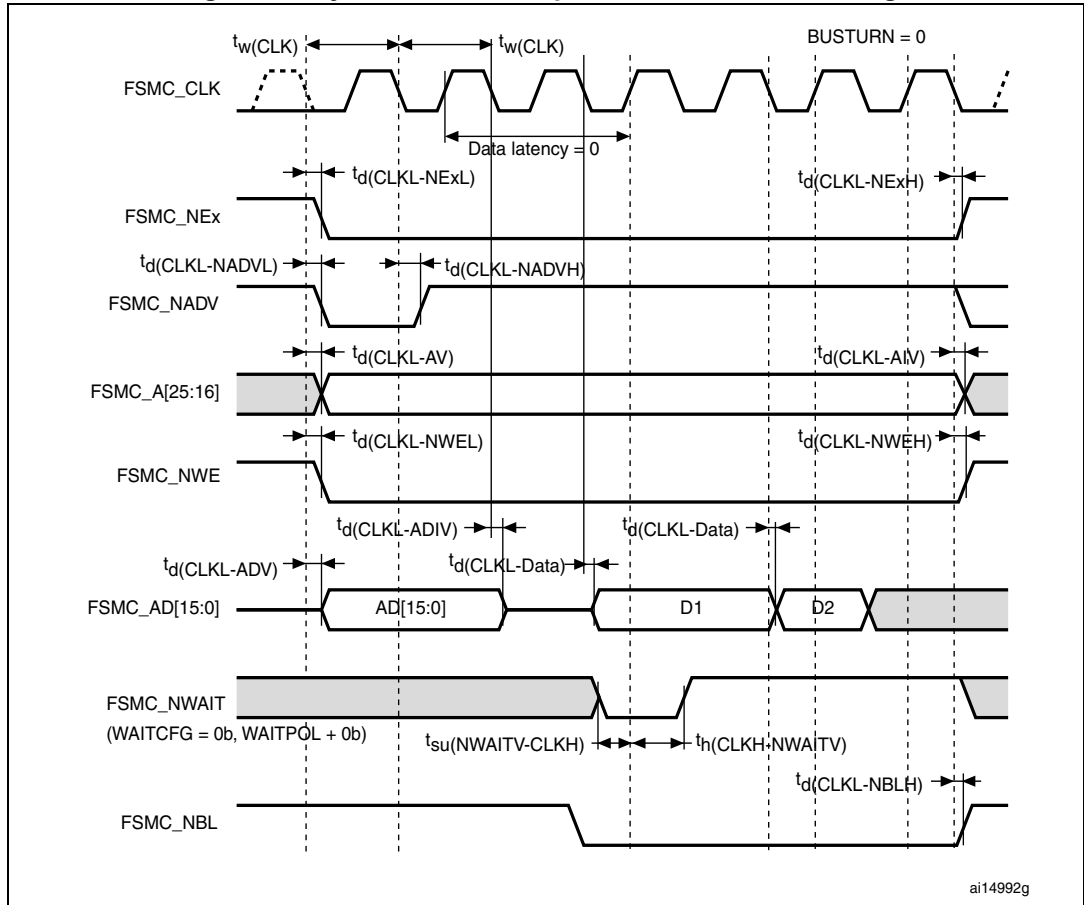 tw(CLK)
tw(CLK)
BUSTURN = 0
FSMC_CLK
Data latency = 0
td(CLKL-NExL)
td(CLKL-NExH)
FSMC_NEx
td(CLKL-NADVL)
td(CLKL-NADVH)
FSMC_NADV
td(CLKL-AV)
td(CLKL-AIV)
FSMC_A[25:16]
td(CLKL-NWEL)
td(CLKL-NWEH)
FSMC_NWE
td(CLKL-ADIV)
td(CLKL-Data)
td(CLKL-ADV)
td(CLKL-Data)
FSMC_AD[15:0]
AD[15:0]
D1
D2
FSMC_NWAIT
(WAITCFG = 0b, WAITPOL + 0b)
tsu(NWAITV-CLKH)
th(CLKH-NWAITV)
td(CLKL-NBLH)
FSMC_NBL
ai14992g